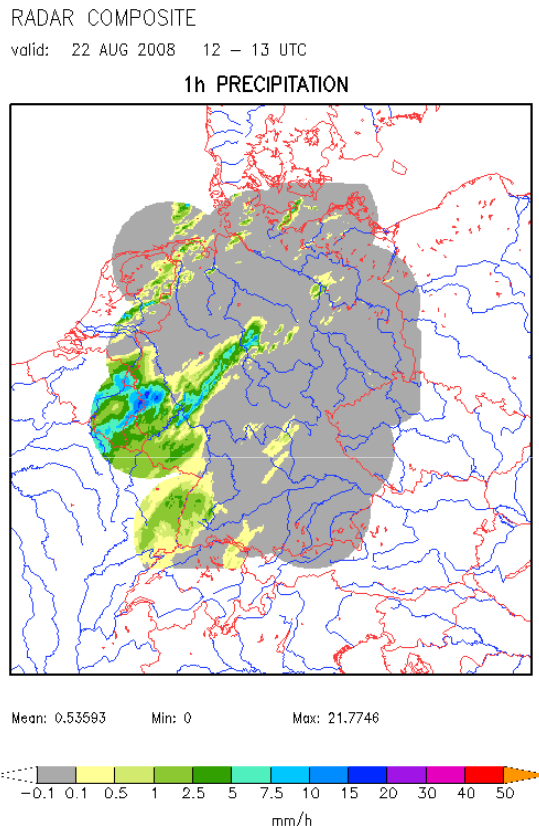 RADAR COMPOSITE
valid: 22 AUG 2008 12 – 13 UTC
1h PRECIPITATION
Mean: 0.53593 Min: 0 Max: 21.7746
−0.1 0.1 0.5 1 2.5 5 7.5 10 15 20 30 40 50
mm/h